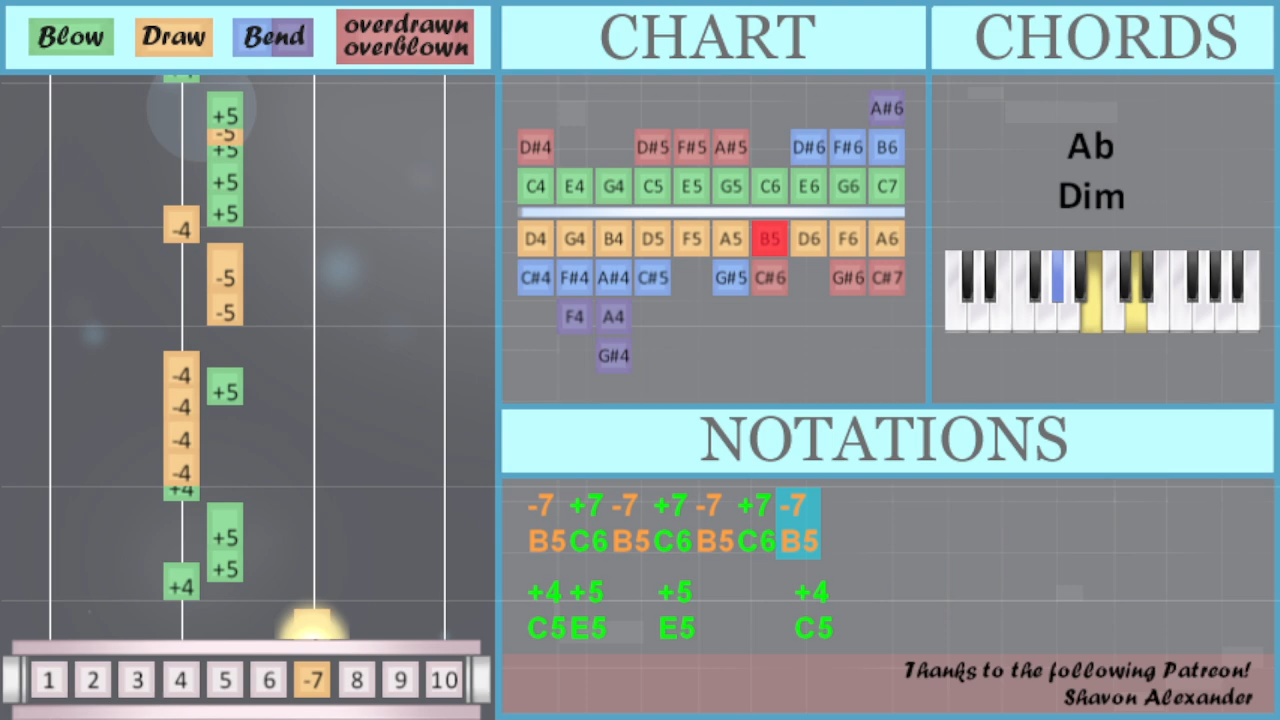 Blow Draw Bend overdrawn
overblown
CHART
CHORDS
+5
-5
+5
+5
+5
-4
-5
-5
-4 +5
-4
-4
-4
+4
+5
+5
+4
1 2 3 4 5 6 -7 8 9 10
A#6
D#4 D#5 F#5 A#5 D#6 F#6 B6
C4 E4 G4 C5 E5 G5 C6 E6 G6 C7
D4 G4 B4 D5 F5 A5 B5 D6 F6 A6
C#4 F#4 A#4 C#5 G#5 C#6 G#6 C#7
F4 A4
G#4
Ab
Dim
NOTATIONS
-7 +7 -7 +7 -7 +7 -7
B5 C6 B5 C6 B5 C6 B5
+4 +5 +5 +4
C5 E5 E5 C5
Thanks to the following Patreon!
Shavon Alexander